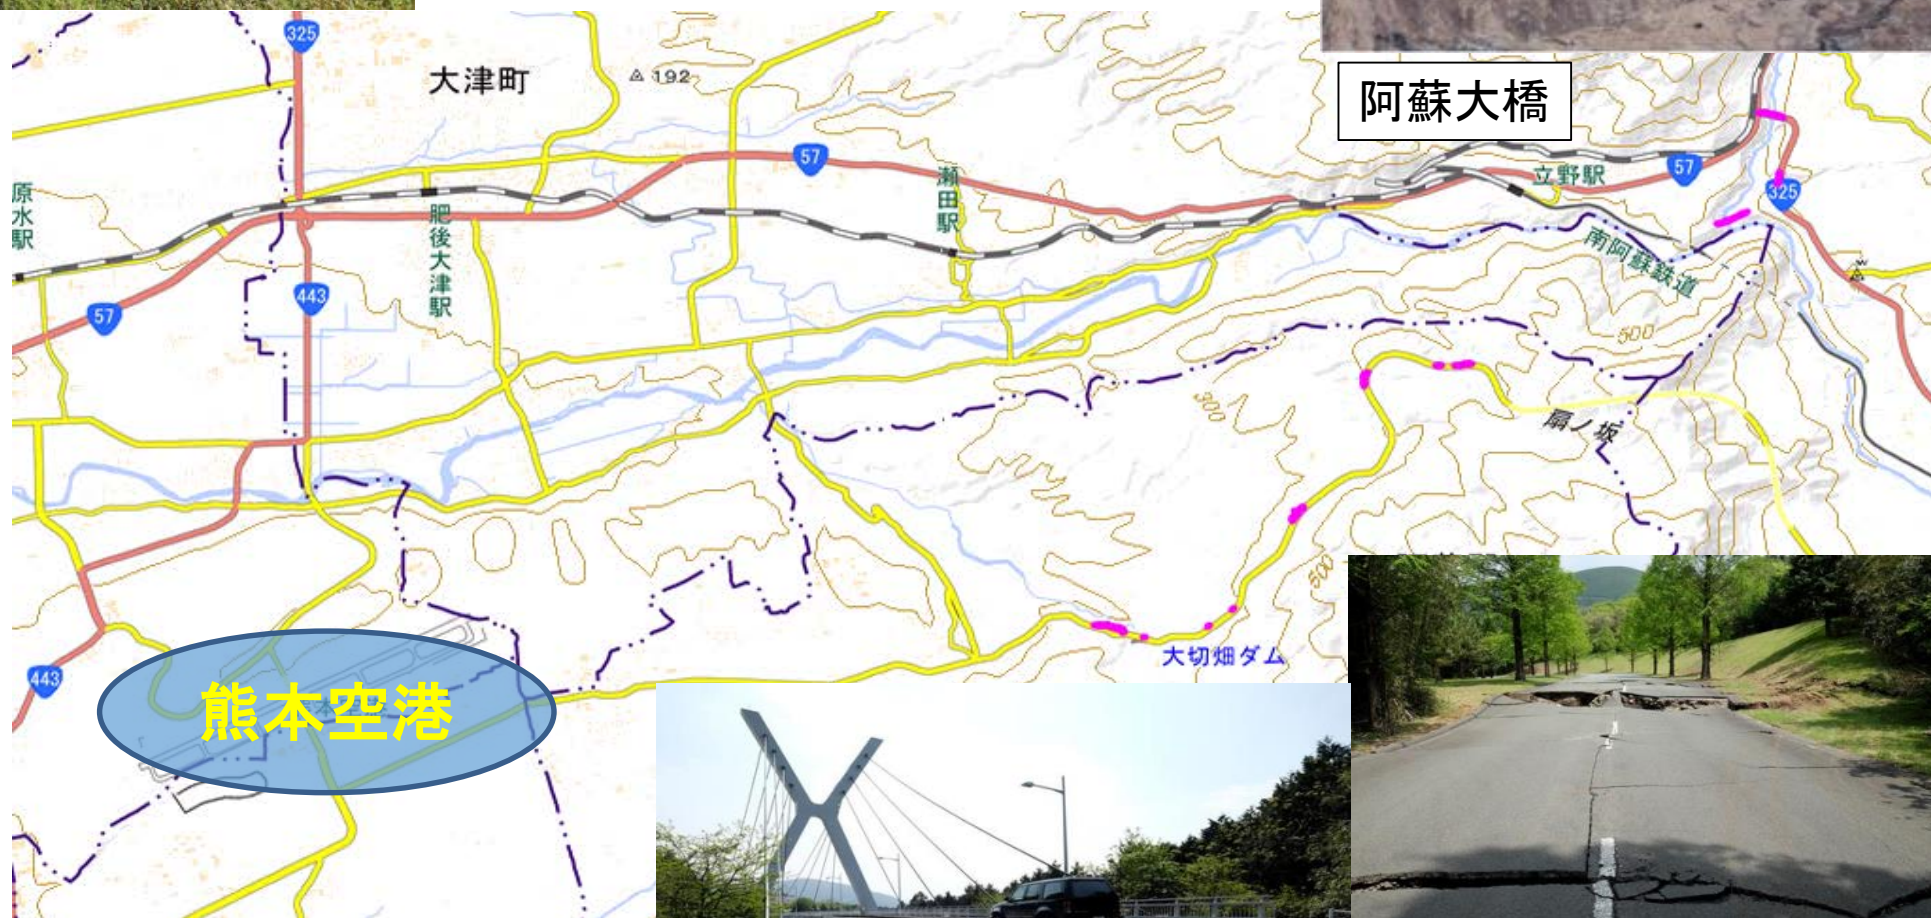 325
大津町
192
阿蘇大橋
57
瀬田駅
立野駅
57
325
原水駅
肥後大津駅
南阿蘇鉄道
443
57
500
300
扇ノ坂
500
大切畑ダム
443
熊本空港